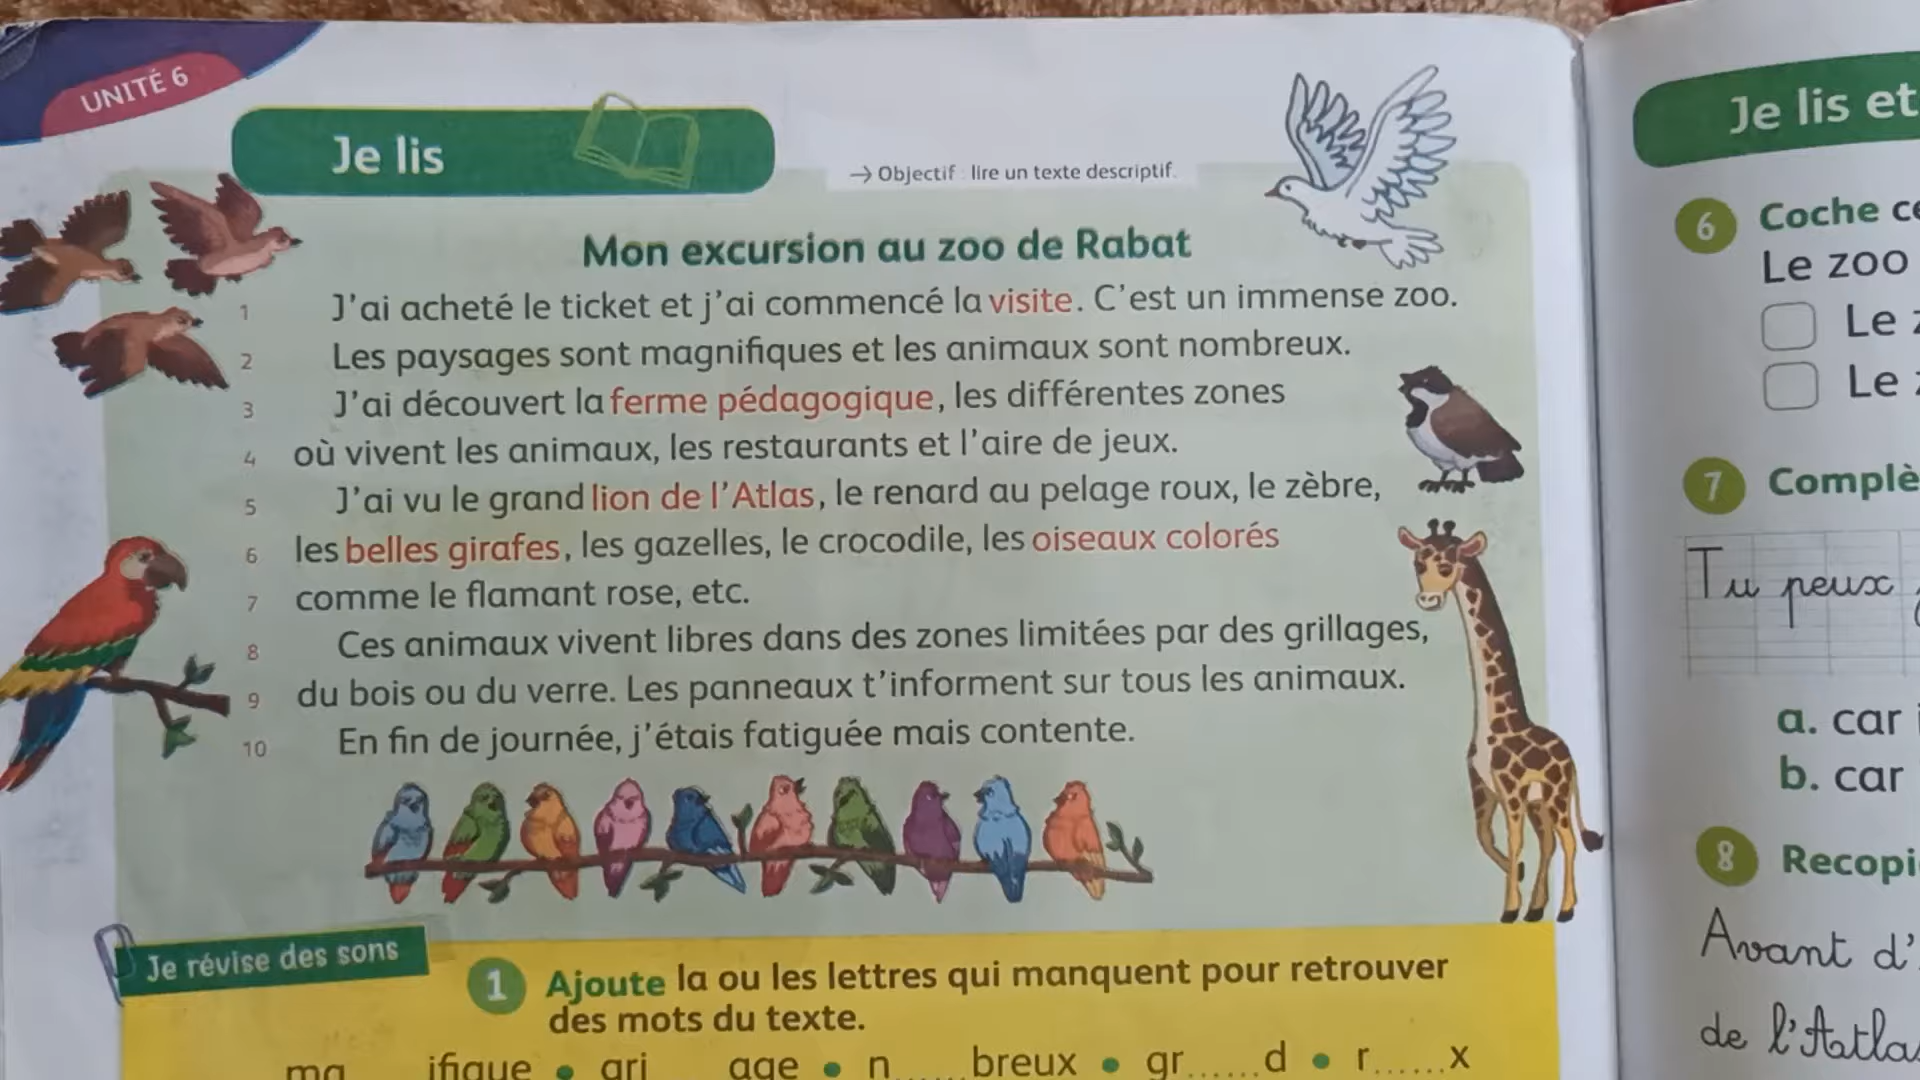 UNITÉ 6
Je lis
→ Objectif : lire un texte descriptif.
Mon excursion au zoo de Rabat
1 J'ai acheté le ticket et j'ai commencé la visite. C'est un immense zoo.
2 Les paysages sont magnifiques et les animaux sont nombreux.
3 J'ai découvert la ferme pédagogique, les différentes zones
4 où vivent les animaux, les restaurants et l'aire de jeux.
5 J'ai vu le grand lion de l'Atlas, le renard au pelage roux, le zèbre,
6 les belles girafes, les gazelles, le crocodile, les oiseaux colorés
7 comme le flamant rose, etc.
8 Ces animaux vivent libres dans des zones limitées par des grillages,
9 du bois ou du verre. Les panneaux t'informent sur tous les animaux.
10 En fin de journée, j'étais fatiguée mais contente.
Je révise des sons
1 Ajoute la ou les lettres qui manquent pour retrouver
des mots du texte.
ma ifique • gri age • n......breux • gr......d • r......x
Je lis et
6 Coche
Le zoo
Le
Le
7
Tu peux
a. car
b. car
8
Avant d'
de l'Atlas